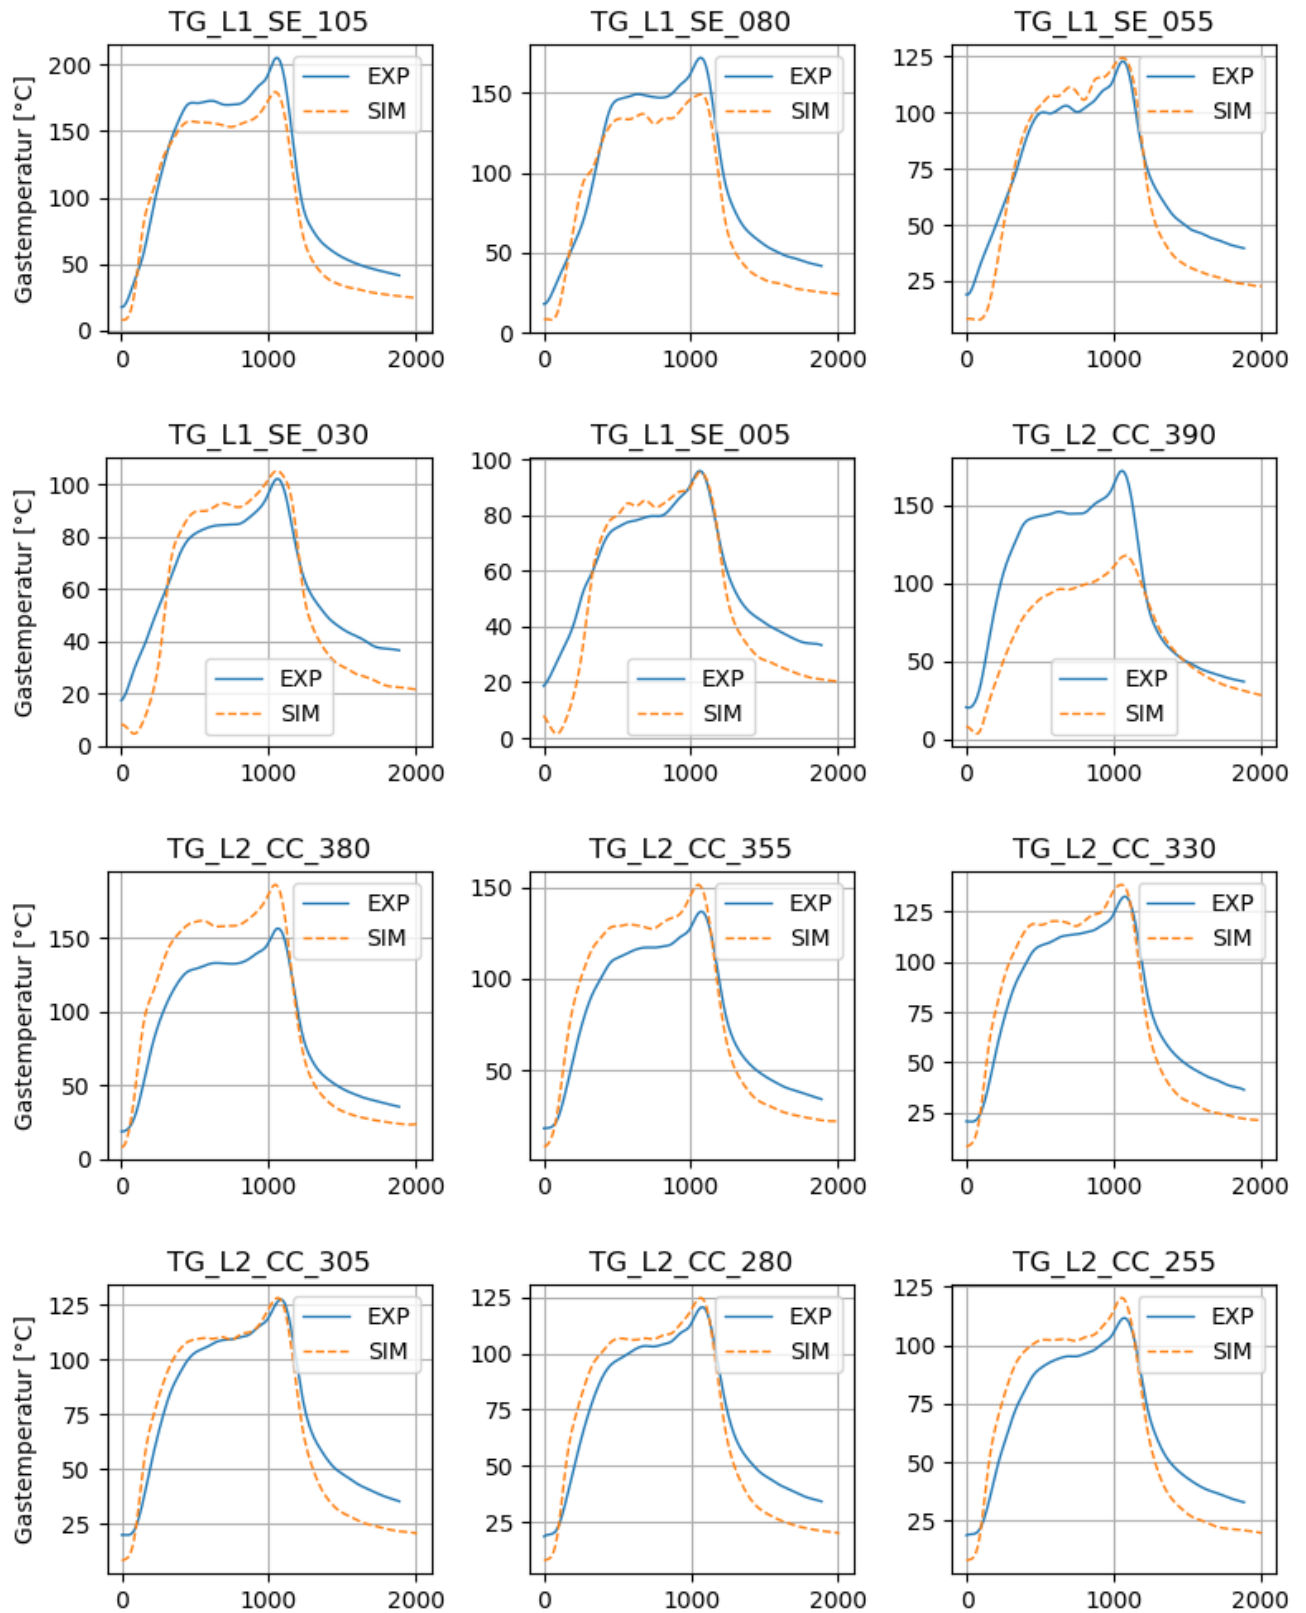 TG_L1_SE_105
TG_L1_SE_080
TG_L1_SE_055
Gastemperatur [°C]
200
150
100
50
0
0
1000
2000
EXP
SIM
150
100
50
0
0
1000
2000
EXP
SIM
125
100
75
50
25
0
1000
2000
EXP
SIM
TG_L1_SE_030
TG_L1_SE_005
TG_L2_CC_390
Gastemperatur [°C]
100
80
60
40
20
0
0
1000
2000
EXP
SIM
100
80
60
40
20
0
0
1000
2000
EXP
SIM
150
100
50
0
0
1000
2000
EXP
SIM
TG_L2_CC_380
TG_L2_CC_355
TG_L2_CC_330
Gastemperatur [°C]
150
100
50
0
0
1000
2000
EXP
SIM
150
100
50
0
1000
2000
EXP
SIM
125
100
75
50
25
0
1000
2000
EXP
SIM
TG_L2_CC_305
TG_L2_CC_280
TG_L2_CC_255
Gastemperatur [°C]
125
100
75
50
25
0
1000
2000
EXP
SIM
125
100
75
50
25
0
1000
2000
EXP
SIM
125
100
75
50
25
0
1000
2000
EXP
SIM